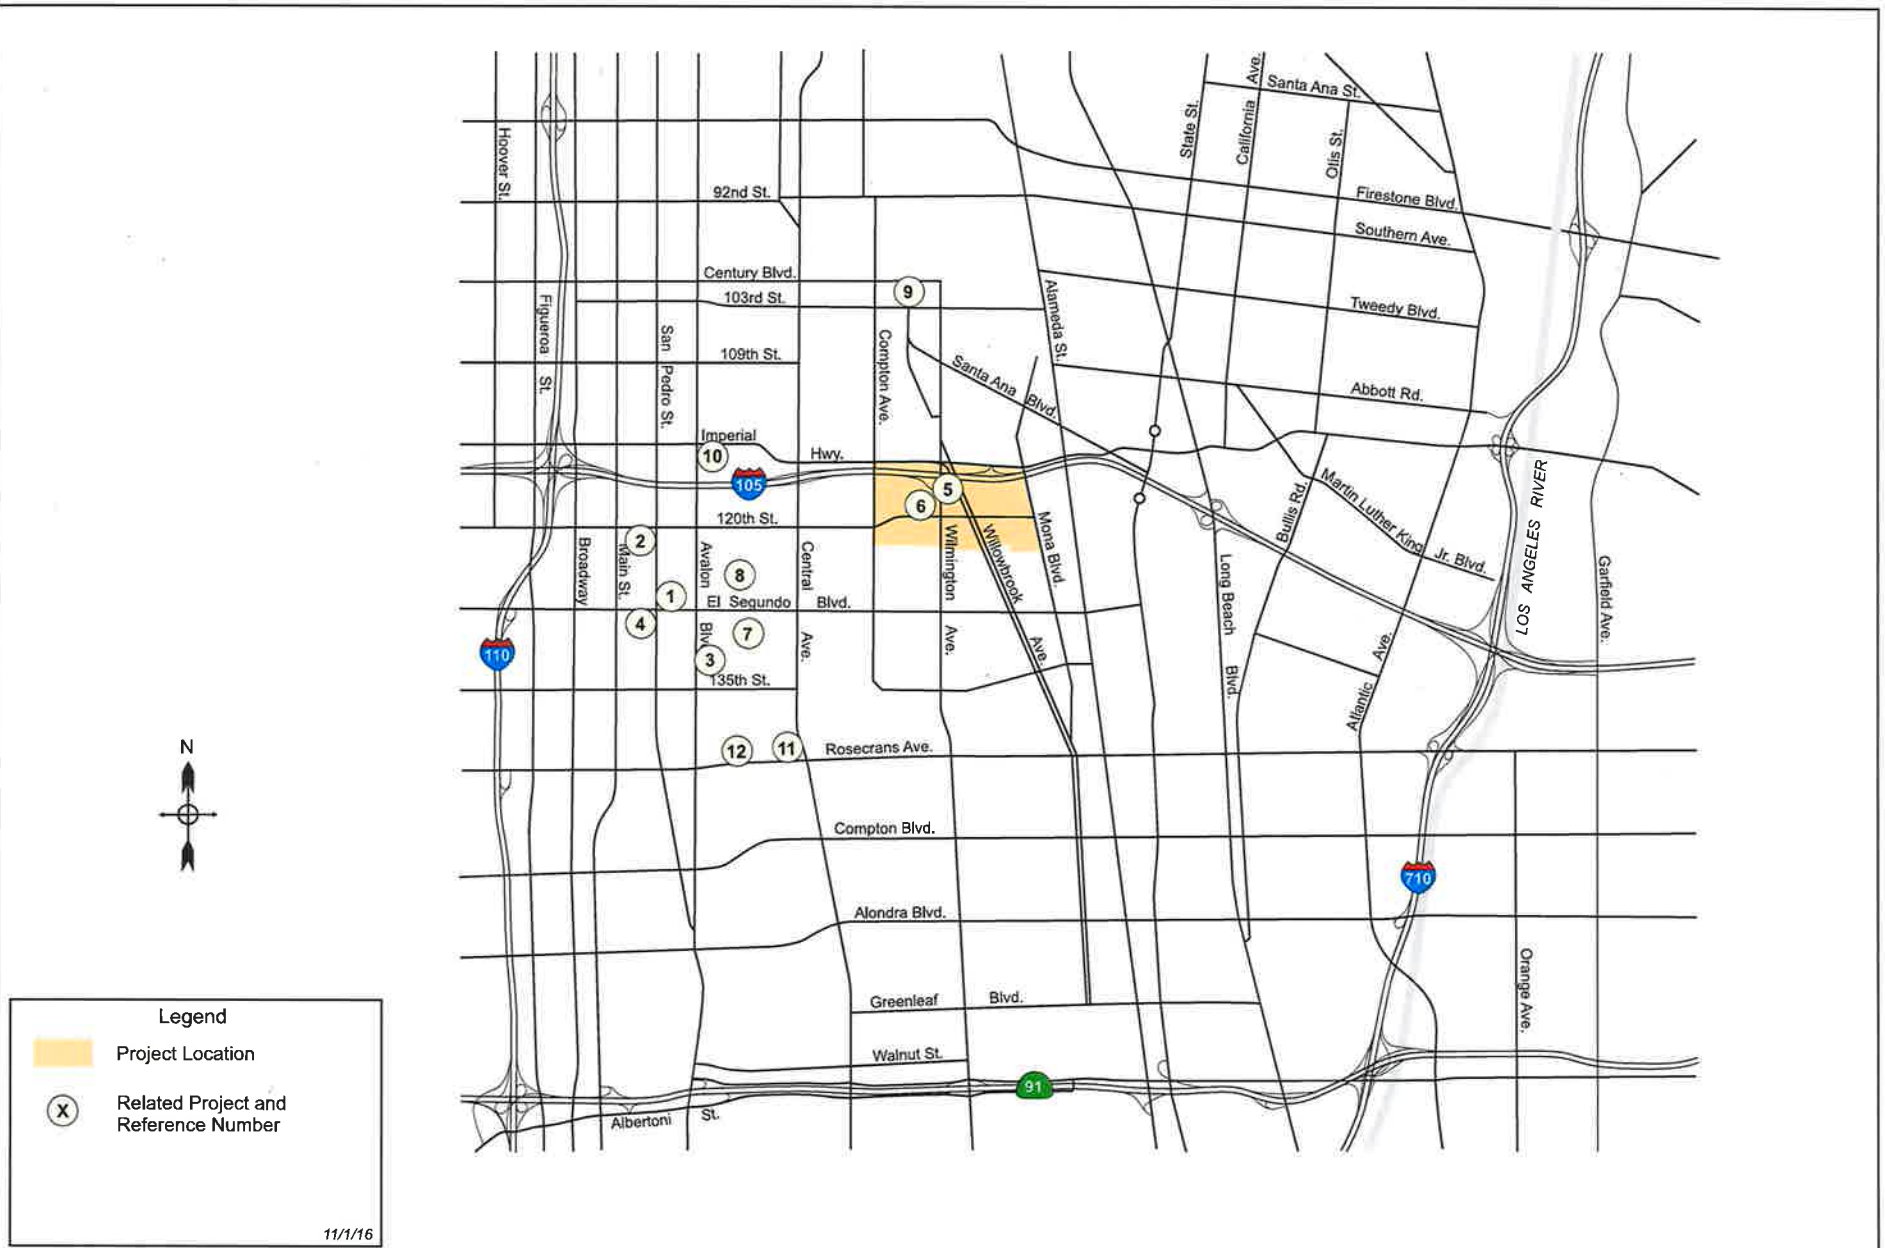 Santa Ana St.
State St.
California Ave.
Otis St.
Hoover St.
92nd St.
Firestone Blvd.
Southern Ave.
Century Blvd.
9
103rd St.
Figueroa St.
San Pedro St.
Alameda St.
Tweedy Blvd.
109th St.
Compton Ave.
Santa Ana Blvd.
Abbott Rd.
Imperial Hwy.
10
105
5
6
120th St.
Martin Luther King Jr. Blvd.
Bullis Rd.
LOS ANGELES RIVER
2
Broadway
Main St.
Avalon Blvd.
8
Central Ave.
Wilmington Ave.
Willowbrook Ave.
Mona Blvd.
Long Beach Blvd.
Garfield Ave.
1
El Segundo Blvd.
4
7
110
3
135th St.
Atlantic Ave.
N
12
11
Rosecrans Ave.
Compton Blvd.
710
Alondra Blvd.
Orange Ave.
Greenleaf Blvd.
Walnut St.
91
Albertoni St.
Legend
Project Location
X
Related Project and
Reference Number
11/1/16